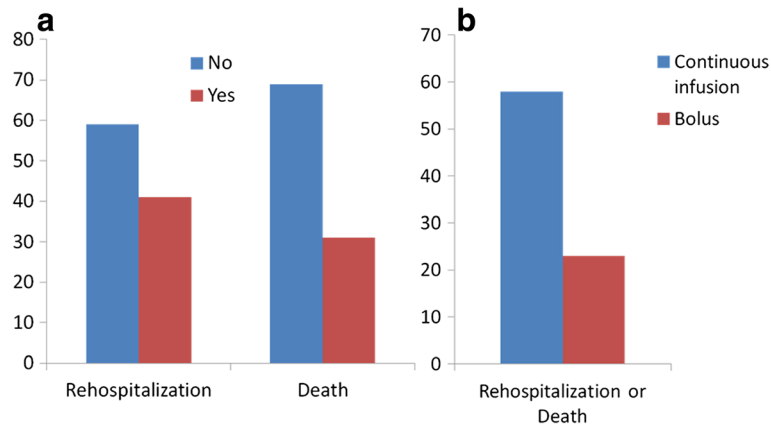 a
80
70
60
50
40
30
20
10
0
No
Yes
Rehospitalization
Death
b
70
60
50
40
30
20
10
0
Continuous
infusion
Bolus
Rehospitalization or
Death